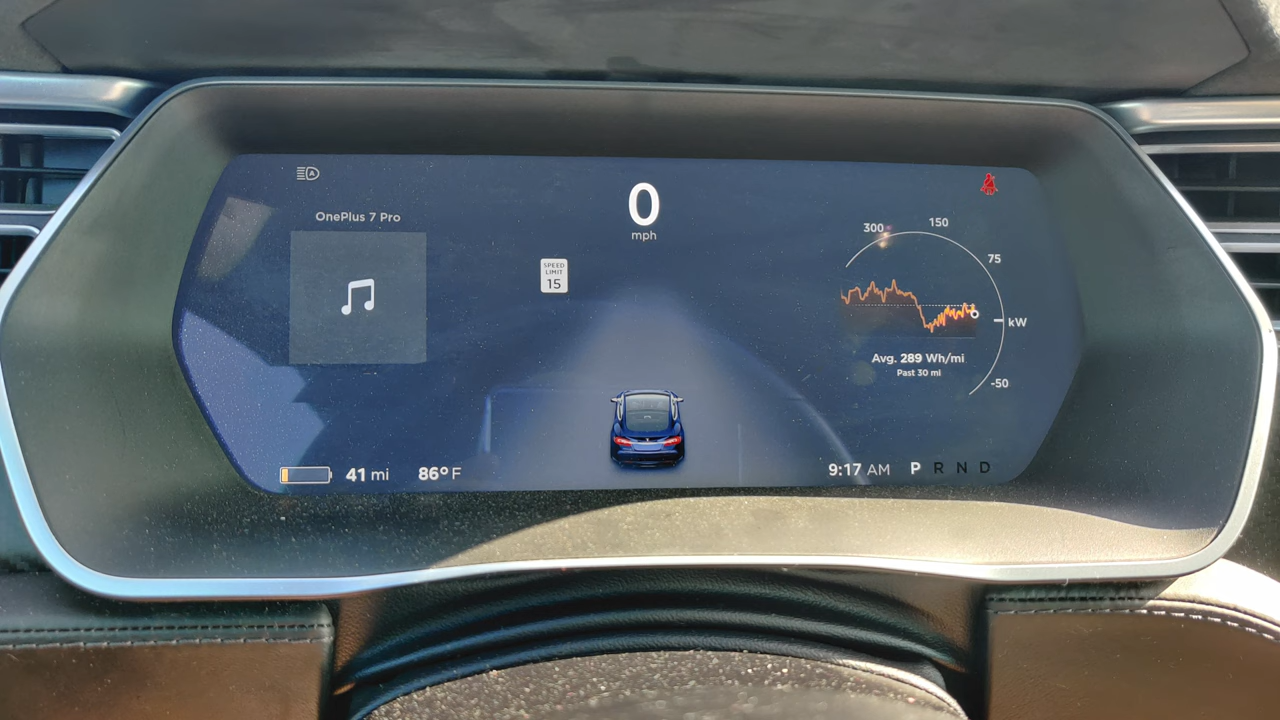 OnePlus 7 Pro
0
mph
SPEED
LIMIT
15
300
150
75
kW
-50
Avg. 289 Wh/mi
Past 30 mi
41 mi
86° F
9:17 AM
P R N D